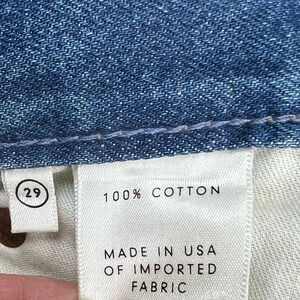 29
100% COTTON
MADE IN USA
OF IMPORTED
FABRIC